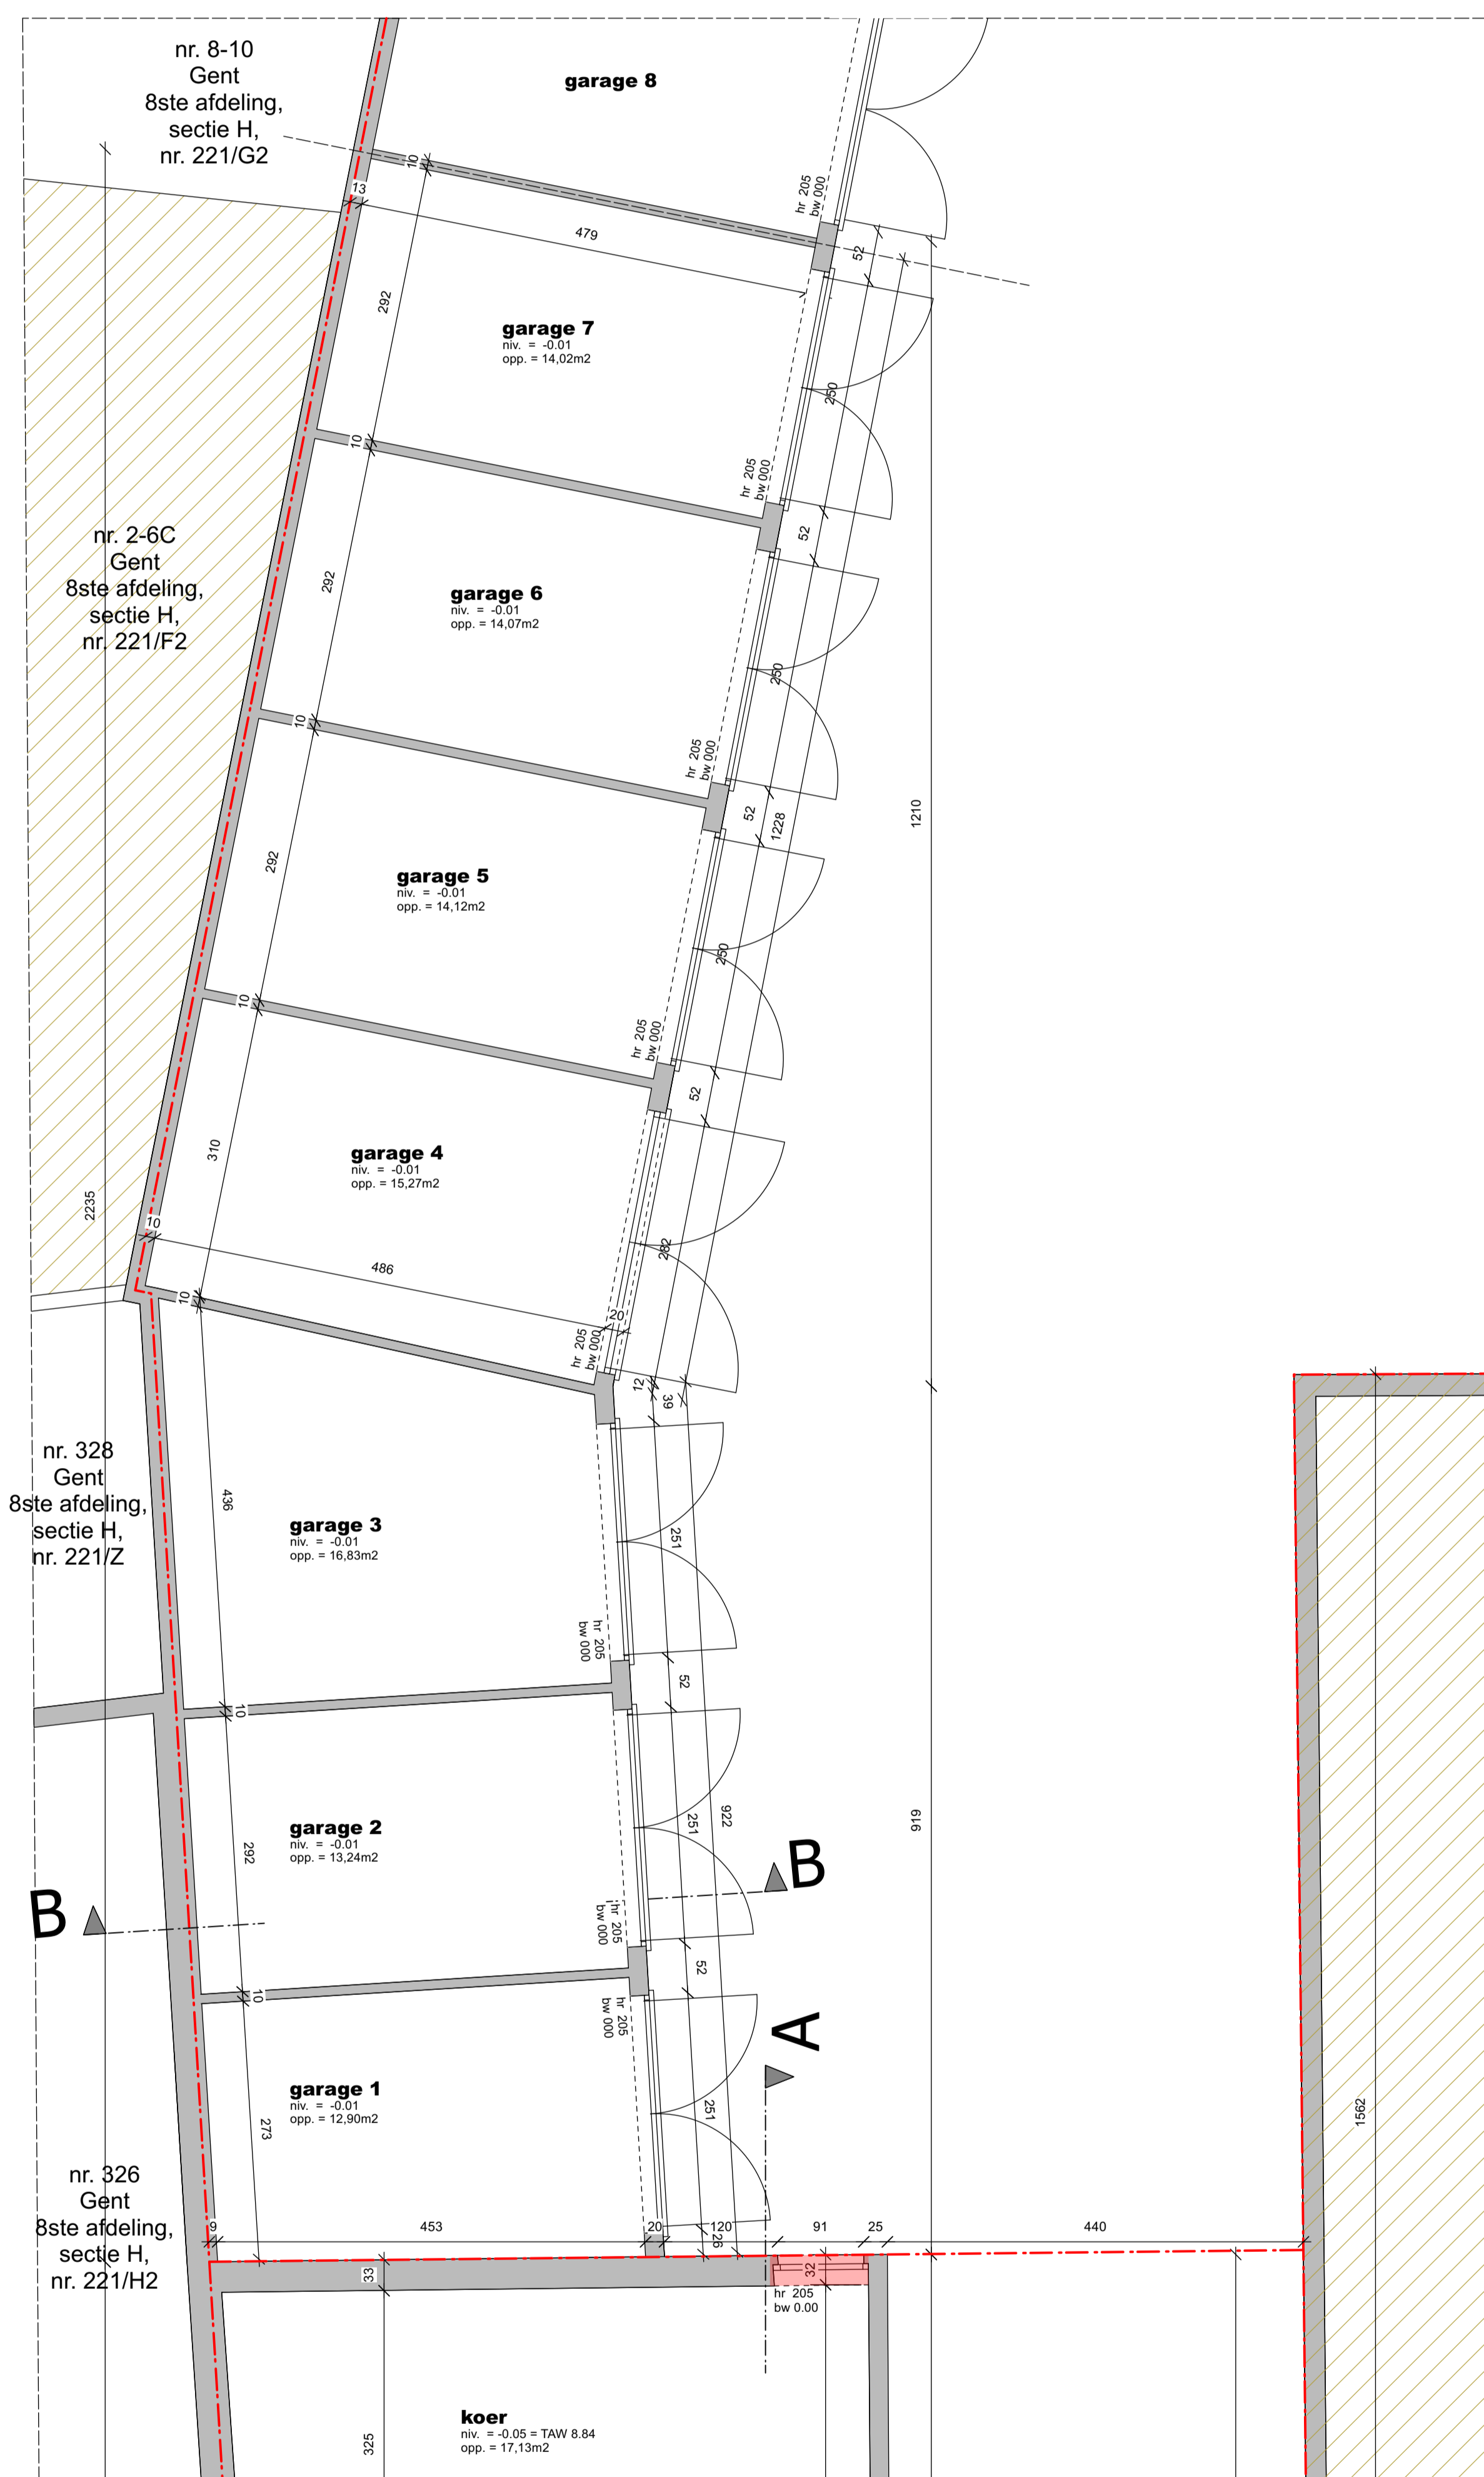 nr. 8-10
Gent
8ste afdeling,
sectie H,
nr. 221/G2
garage 8
10
13
479
hr 205
bw 000
52
292
garage 7
niv. = -0.01
opp. = 14,02m2
250
10
hr 205
bw 000
52
nr. 2-6C
Gent
8ste afdeling,
sectie H,
nr. 221/F2
292
garage 6
niv. = -0.01
opp. = 14,07m2
250
10
hr 205
bw 000
52
1228
1210
292
garage 5
niv. = -0.01
opp. = 14,12m2
250
10
hr 205
bw 000
52
310
garage 4
niv. = -0.01
opp. = 15,27m2
2235
10
486
282
20
10
hr 205
bw 000
12
39
nr. 328
Gent
8ste afdeling,
sectie H,
nr. 221/Z
436
garage 3
niv. = -0.01
opp. = 16,83m2
251
hr 205
bw 000
52
10
garage 2
niv. = -0.01
opp. = 13,24m2
292
251
922
919
B
B
hr 205
bw 000
52
10
hr 205
bw 000
A
garage 1
niv. = -0.01
opp. = 12,90m2
273
251
1562
nr. 326
Gent
8ste afdeling,
sectie H,
nr. 221/H2
9
453
20
120
26
91
25
440
33
32
hr 205
bw 0.00
koer
niv. = -0.05 = TAW 8.84
opp. = 17,13m2
325